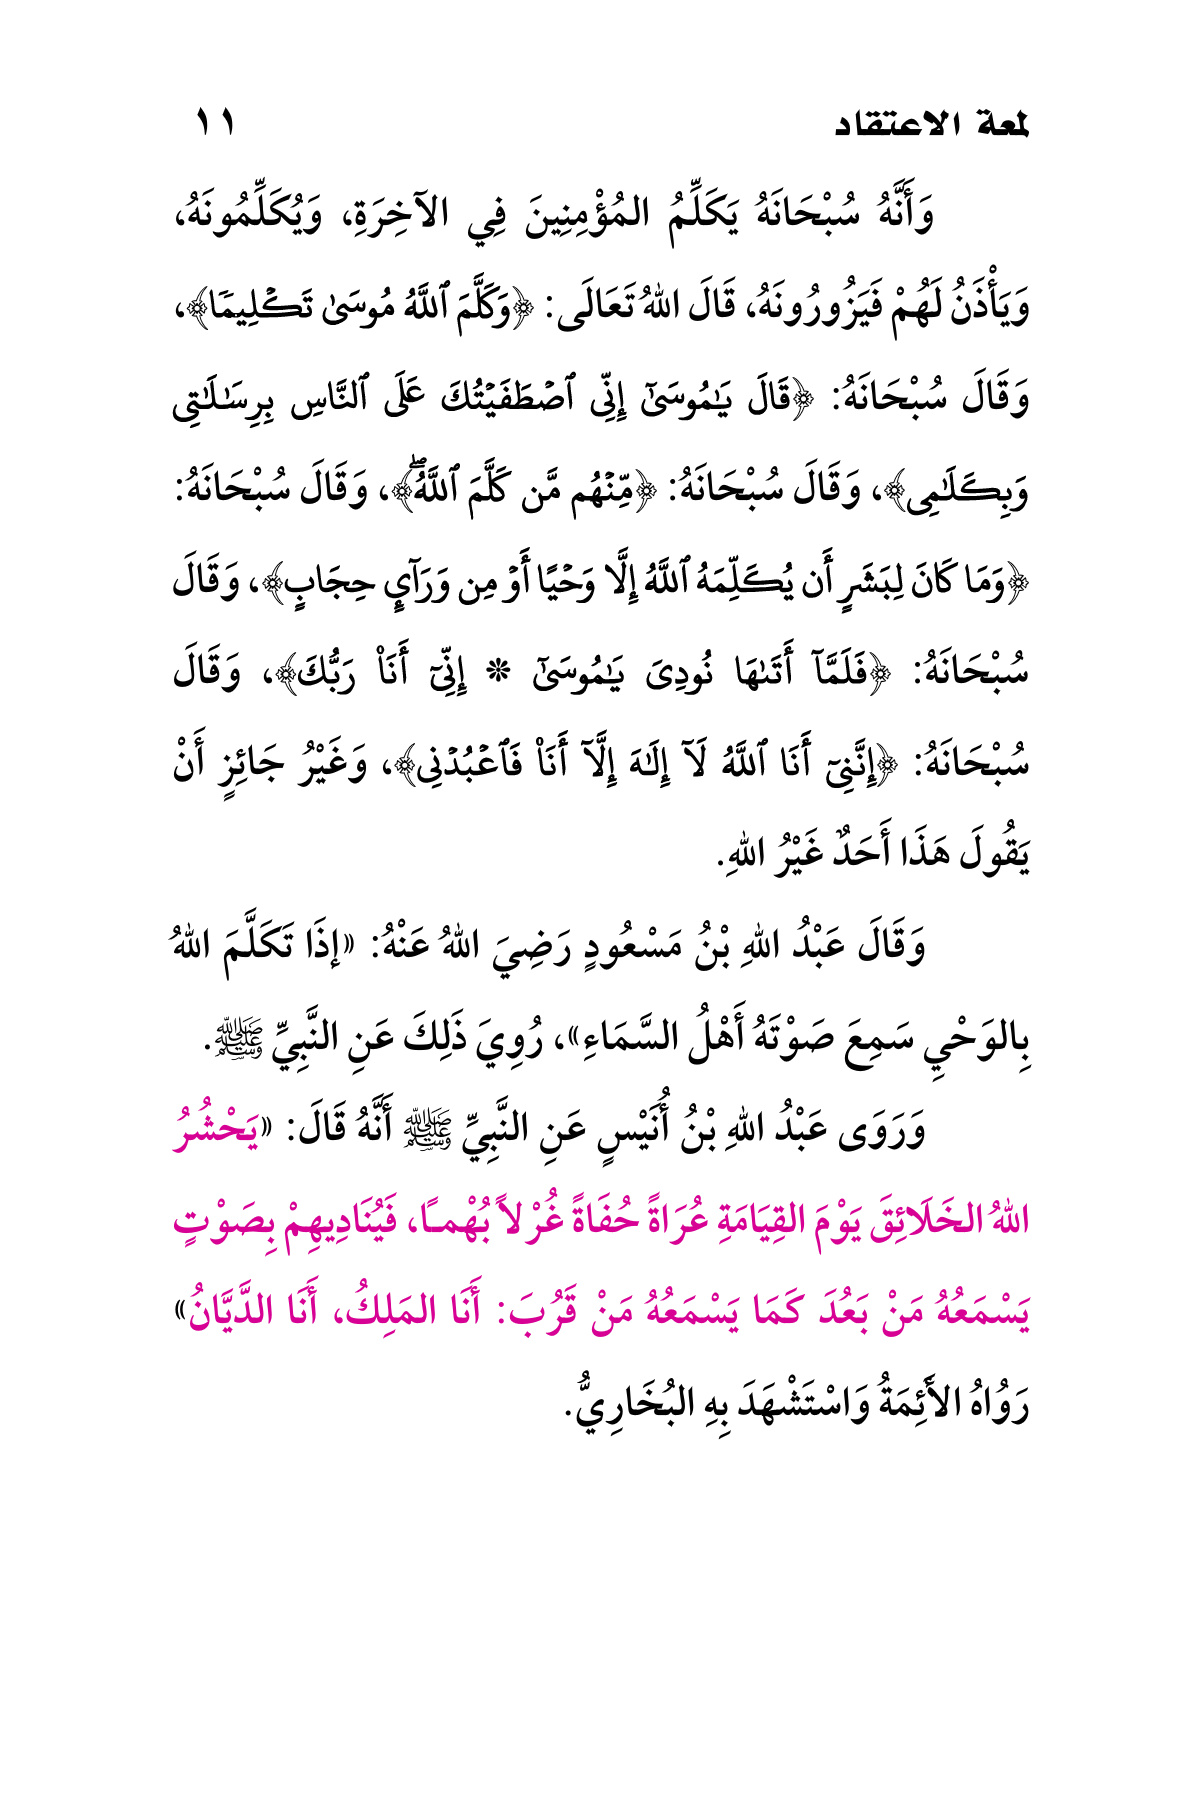 لمعة الاعتقاد ١١
وَأَنَّهُ سُبْحَانَهُ يَكَلِّمُ المُؤْمِنِينَ فِي الآخِرَةِ، وَيُكَلِّمُونَهُ،
وَيَأْذَنُ لَهُمْ فَيَزُورُونَهُ، قَالَ اللهُ تَعَالَى: ﴿وَكَلَّمَ ٱللَّهُ مُوسَىٰ تَكۡلِيمٗا﴾،
وَقَالَ سُبْحَانَهُ: ﴿قَالَ يَٰمُوسَىٰٓ إِنِّي ٱصۡطَفَيۡتُكَ عَلَى ٱلنَّاسِ بِرِسَٰلَٰتِي
وَبِكَلَٰمِي﴾، وَقَالَ سُبْحَانَهُ: ﴿مِّنۡهُم مَّن كَلَّمَ ٱللَّهُۖ﴾، وَقَالَ سُبْحَانَهُ:
﴿وَمَا كَانَ لِبَشَرٍ أَن يُكَلِّمَهُ ٱللَّهُ إِلَّا وَحۡيًا أَوۡ مِن وَرَآيِٕ حِجَابٍ﴾، وَقَالَ
سُبْحَانَهُ: ﴿فَلَمَّآ أَتَىٰهَا نُودِيَ يَٰمُوسَىٰٓ * إِنِّيٓ أَنَا۠ رَبُّكَ﴾، وَقَالَ
سُبْحَانَهُ: ﴿إِنَّنِيٓ أَنَا ٱللَّهُ لَآ إِلَٰهَ إِلَّآ أَنَا۠ فَٱعۡبُدۡنِي﴾، وَغَيْرُ جَائِزٍ أَنْ
يَقُولَ هَذَا أَحَدٌ غَيْرُ اللهِ.
وَقَالَ عَبْدُ اللهِ بْنُ مَسْعُودٍ رَضِيَ اللهُ عَنْهُ: «إذَا تَكَلَّمَ اللهُ
بِالوَحْيِ سَمِعَ صَوْتَهُ أَهْلُ السَّمَاءِ»، رُوِيَ ذَلِكَ عَنِ النَّبِيِّ ﷺ.
وَرَوَى عَبْدُ اللهِ بْنُ أُنَيْسٍ عَنِ النَّبِيِّ ﷺ أَنَّهُ قَالَ: «يَحْشُرُ
اللهُ الخَلَائِقَ يَوْمَ القِيَامَةِ عُرَاةً حُفَاةً غُرْلاً بُهْمـًا، فَيُنَادِيهِمْ بِصَوْتٍ
يَسْمَعُهُ مَنْ بَعُدَ كَمَا يَسْمَعُهُ مَنْ قَرُبَ: أَنَا المَلِكُ، أَنَا الدَّيَّانُ»
رَوُاهُ الأَئِمَةُ وَاسْتَشْهَدَ بِهِ البُخَارِيُّ.